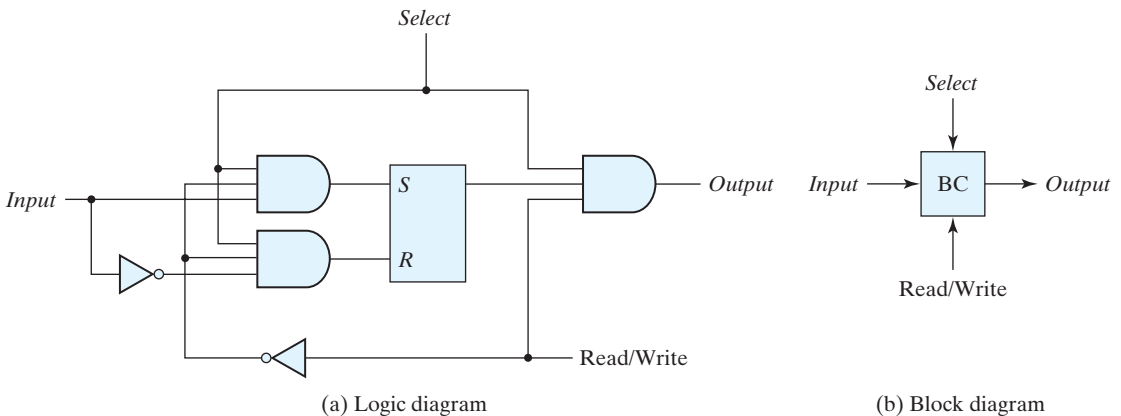 Select
Input
S
R
Output
Read/Write
(a) Logic diagram
Select
Input
BC
Output
Read/Write
(b) Block diagram